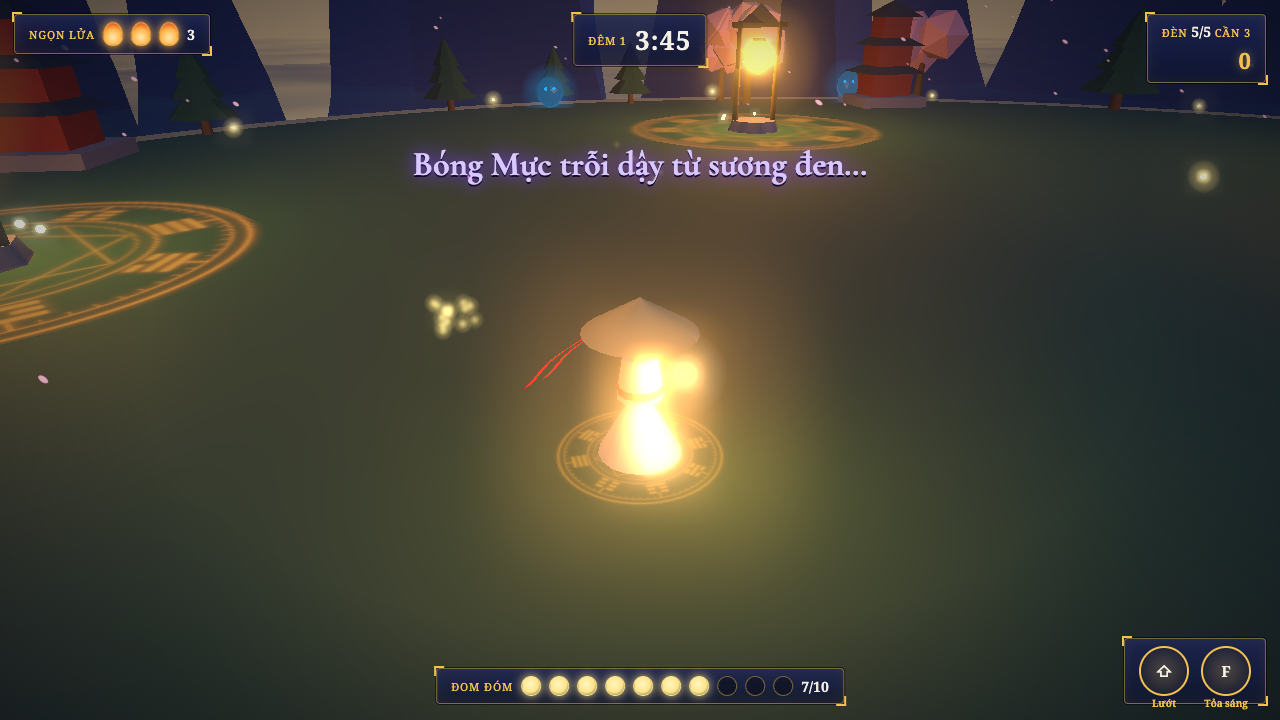 NGỌN LỬA 3
ĐÊM 1 3:45
ĐÈN 5/5 CẦN 3
0
Bóng Mực trỗi dậy từ sương đen...
ĐOM ĐÓM 7/10
F
Lướt Tỏa sáng